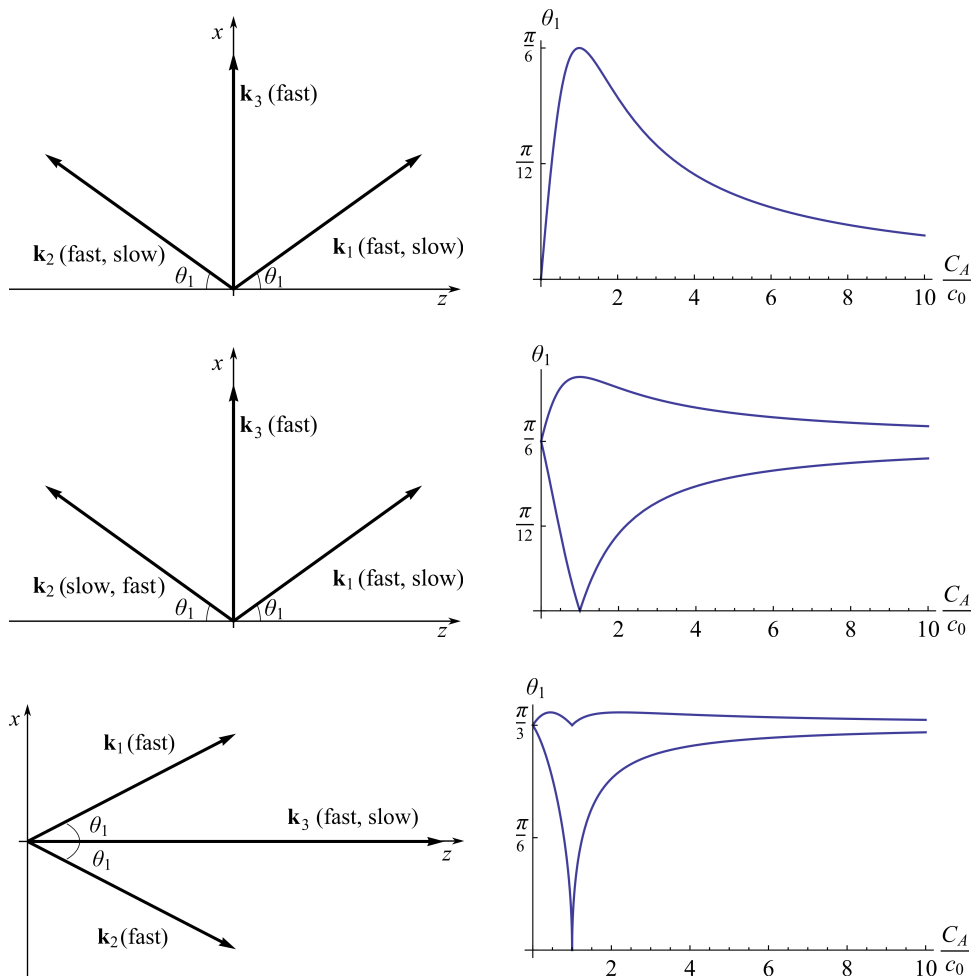 x
k3 (fast)
k2 (fast, slow)
k1 (fast, slow)
θ1
θ1
z
θ1
π/6
π/12
2
4
6
8
10
CA/c0
x
k3 (fast)
k2 (slow, fast)
k1 (fast, slow)
θ1
θ1
z
θ1
π/6
π/12
2
4
6
8
10
CA/c0
x
k1 (fast)
k3 (fast, slow)
θ1
θ1
z
k2 (fast)
θ1
π/3
π/6
2
4
6
8
10
CA/c0